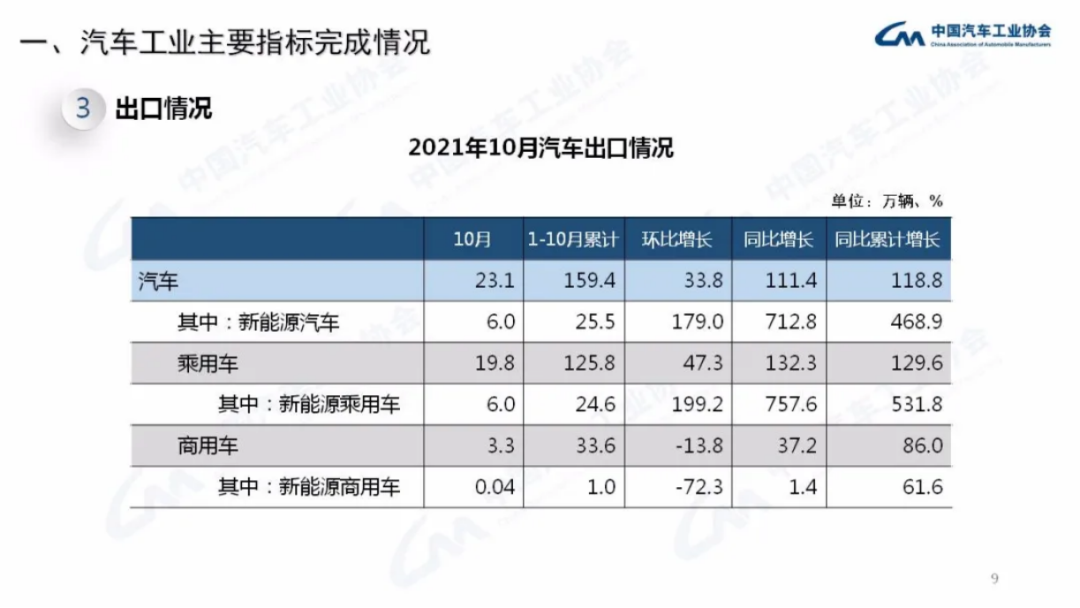 一、汽车工业主要指标完成情况
CM 中国汽车工业协会
China Association of Automobile Manufacturers
3 出口情况
2021年10月汽车出口情况
单位：万辆、%
10月 1-10月累计 环比增长 同比增长 同比累计增长
汽车 23.1 159.4 33.8 111.4 118.8
其中：新能源汽车 6.0 25.5 179.0 712.8 468.9
乘用车 19.8 125.8 47.3 132.3 129.6
其中：新能源乘用车 6.0 24.6 199.2 757.6 531.8
商用车 3.3 33.6 -13.8 37.2 86.0
其中：新能源商用车 0.04 1.0 -72.3 1.4 61.6
9